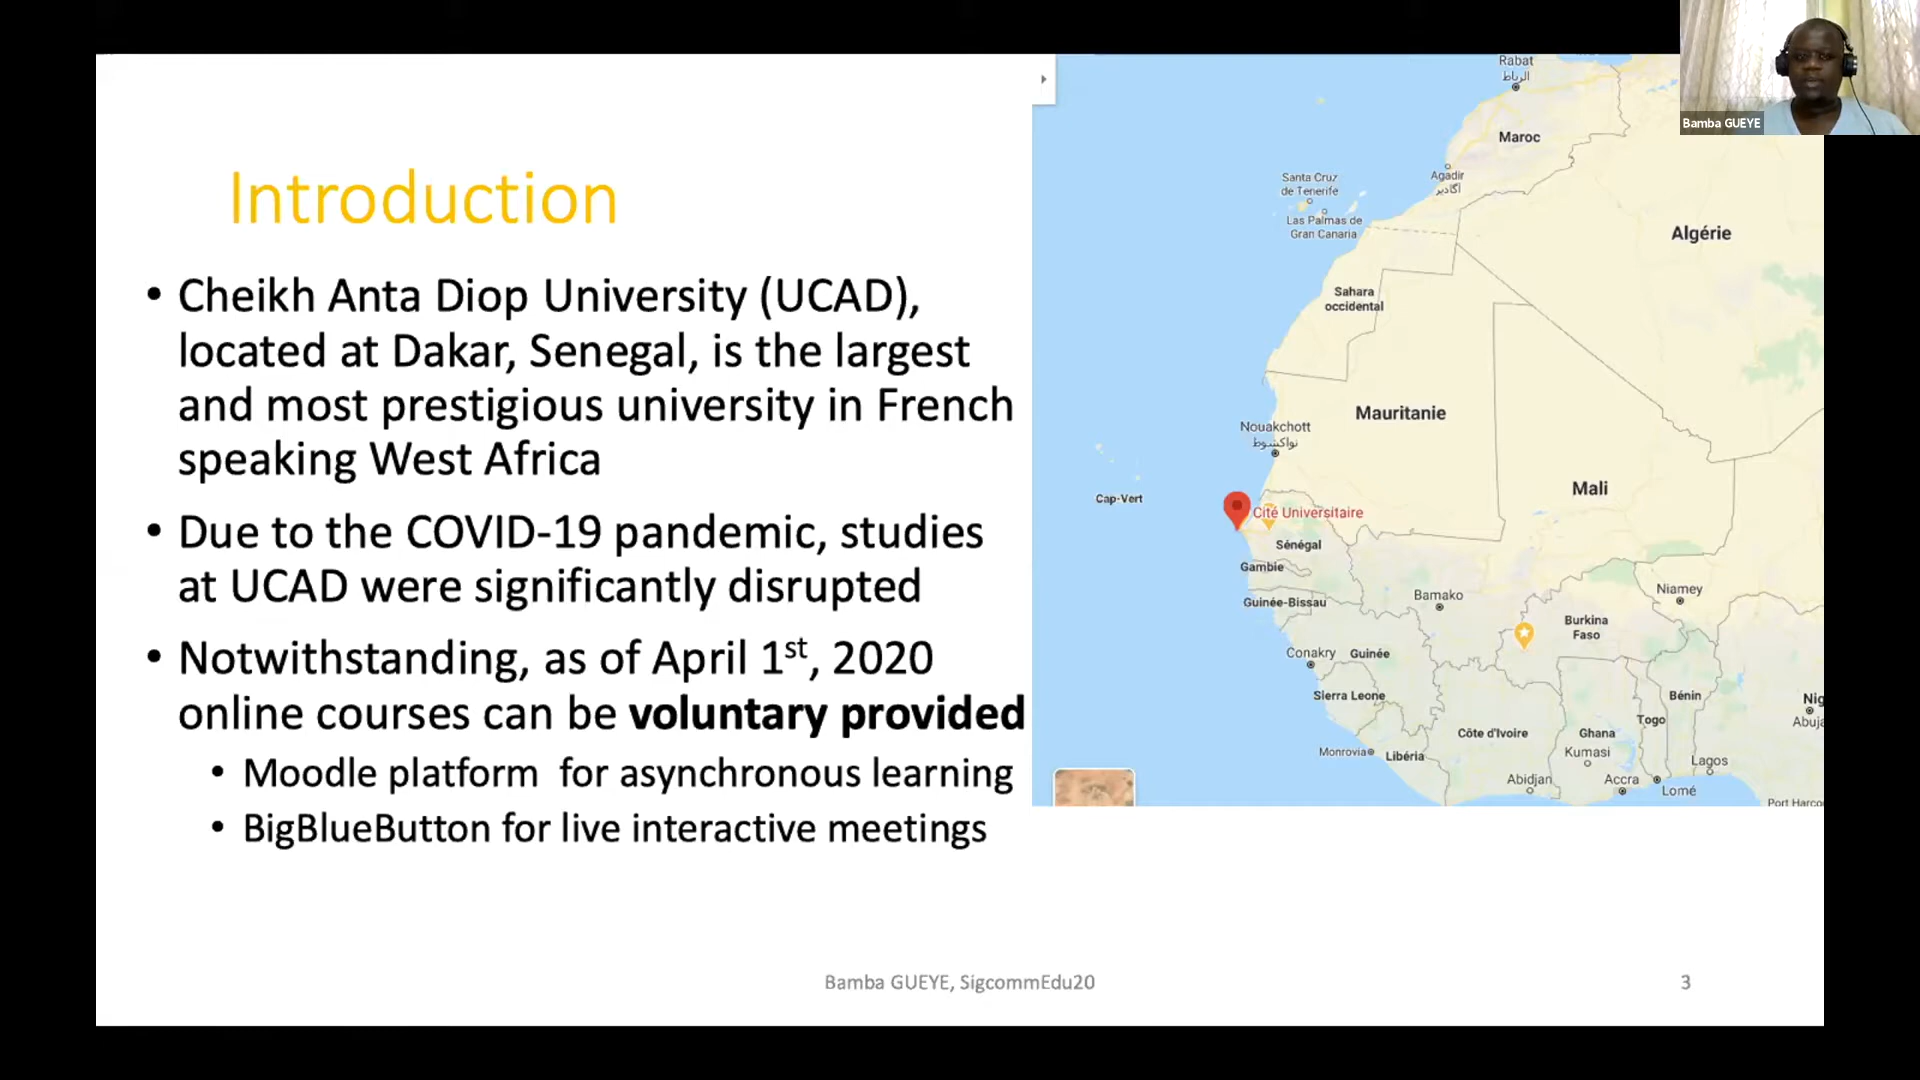 Introduction
• Cheikh Anta Diop University (UCAD),
located at Dakar, Senegal, is the largest
and most prestigious university in French
speaking West Africa
• Due to the COVID-19 pandemic, studies
at UCAD were significantly disrupted
• Notwithstanding, as of April 1st, 2020
online courses can be voluntary provided
• Moodle platform for asynchronous learning
• BigBlueButton for live interactive meetings
Rabat
الرباط
Maroc
Agadir
أكادير
Santa Cruz
de Tenerife
Las Palmas de
Gran Canaria
Algérie
Sahara
occidental
Mauritanie
Nouakchott
نواكشوط
Cap-Vert
Mali
Cité Universitaire
Sénégal
Gambie
Guinée-Bissau
Bamako
Niamey
Burkina
Faso
Conakry
Guinée
Sierra Leone
Bénin
Nig
Abuja
Togo
Côte d'Ivoire
Ghana
Kumasi
Monrovia
Libéria
Lagos
Abidjan
Accra
Lomé
Port Harco
Bamba GUEYE
Bamba GUEYE, SigcommEdu20
3